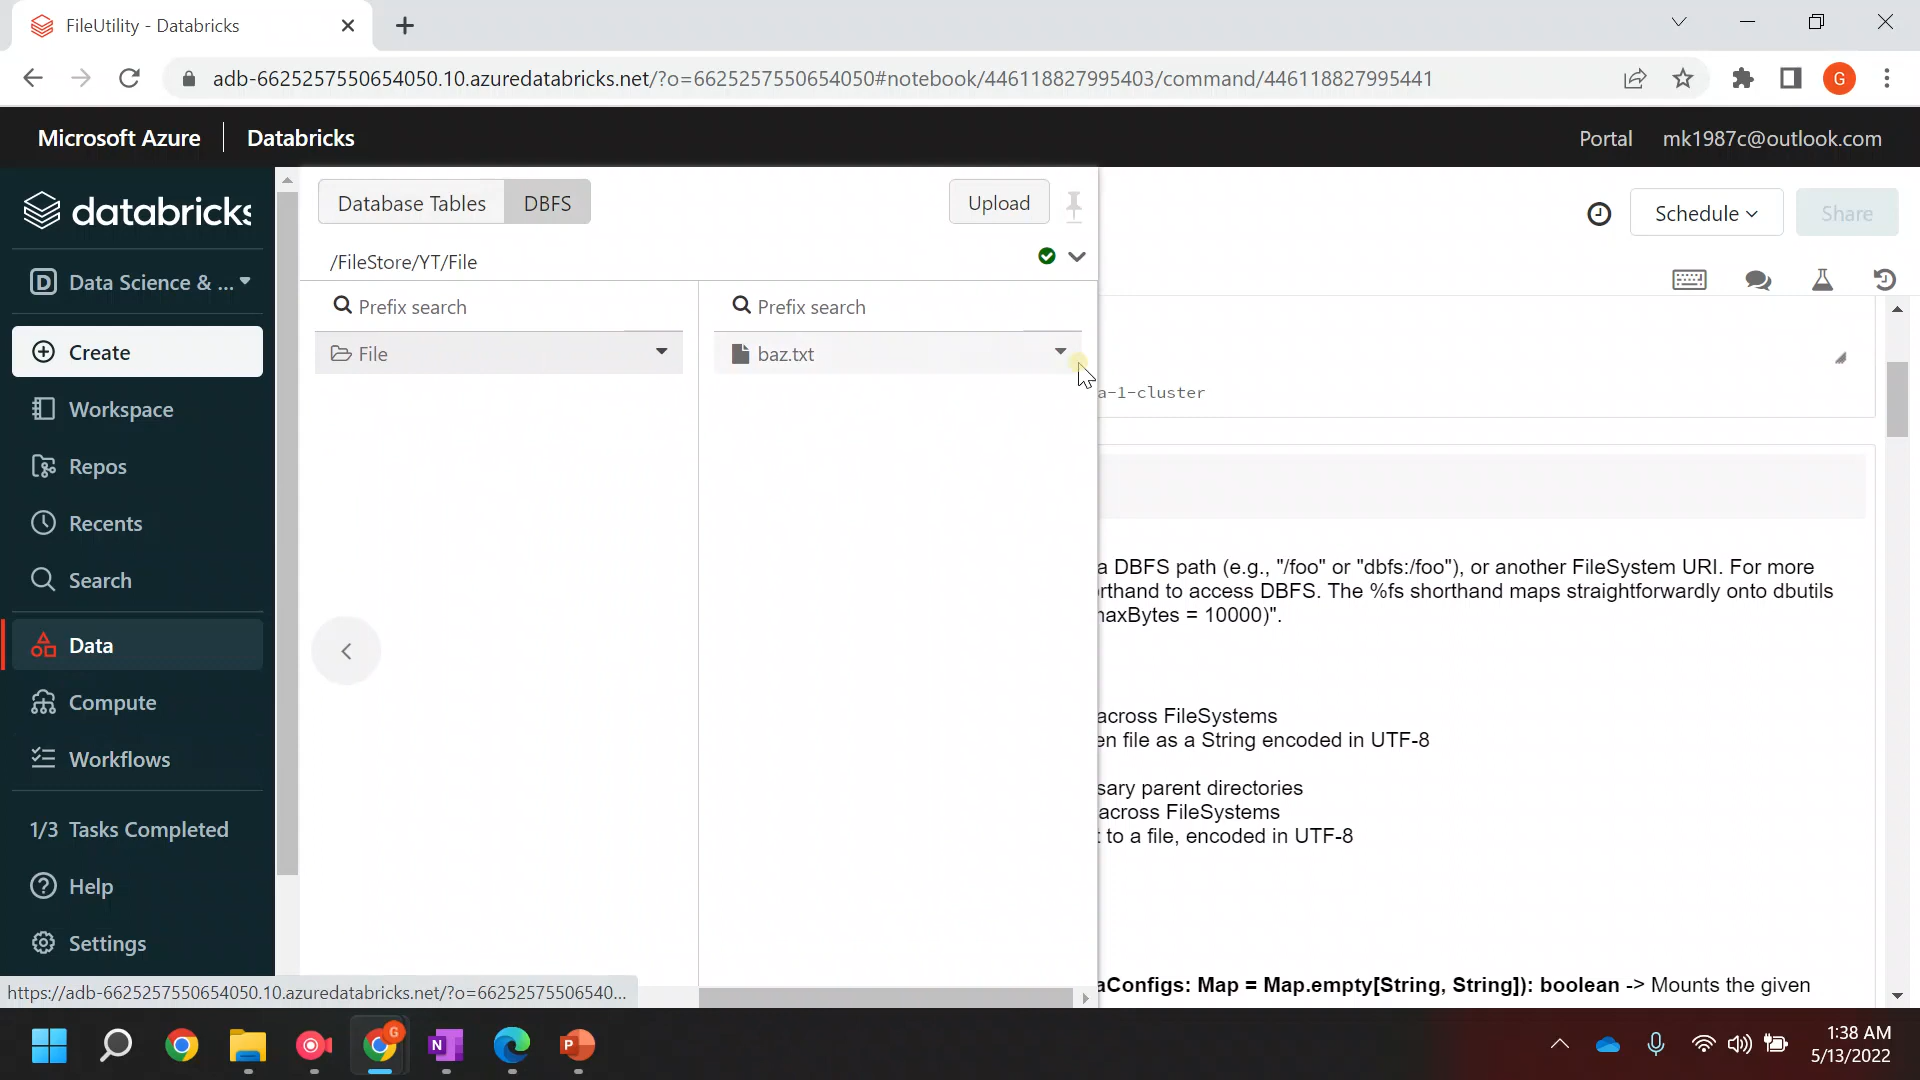 FileUtility - Databricks
adb-6625257550654050.10.azuredatabricks.net/?o=6625257550654050#notebook/446118827995403/command/446118827995441
G
Microsoft Azure
Databricks
Portal
mk1987c@outlook.com
databricks
Database Tables
DBFS
Upload
Schedule
Share
/FileStore/YT/File
D
Data Science & ...
Prefix search
Prefix search
Create
File
baz.txt
a-1-cluster
Workspace
Repos
Recents
Search
a DBFS path (e.g., "/foo" or "dbfs:/foo"), or another FileSystem URI. For more
rthand to access DBFS. The %fs shorthand maps straightforwardly onto dbutils
naxBytes = 10000)".
Data
Compute
Workflows
across FileSystems
en file as a String encoded in UTF-8
sary parent directories
across FileSystems
t to a file, encoded in UTF-8
1/3 Tasks Completed
Help
Settings
aConfigs: Map = Map.empty[String, String]): boolean -> Mounts the given
https://adb-6625257550654050.10.azuredatabricks.net/?o=66252575506540...
G
N
P
1:38 AM
5/13/2022